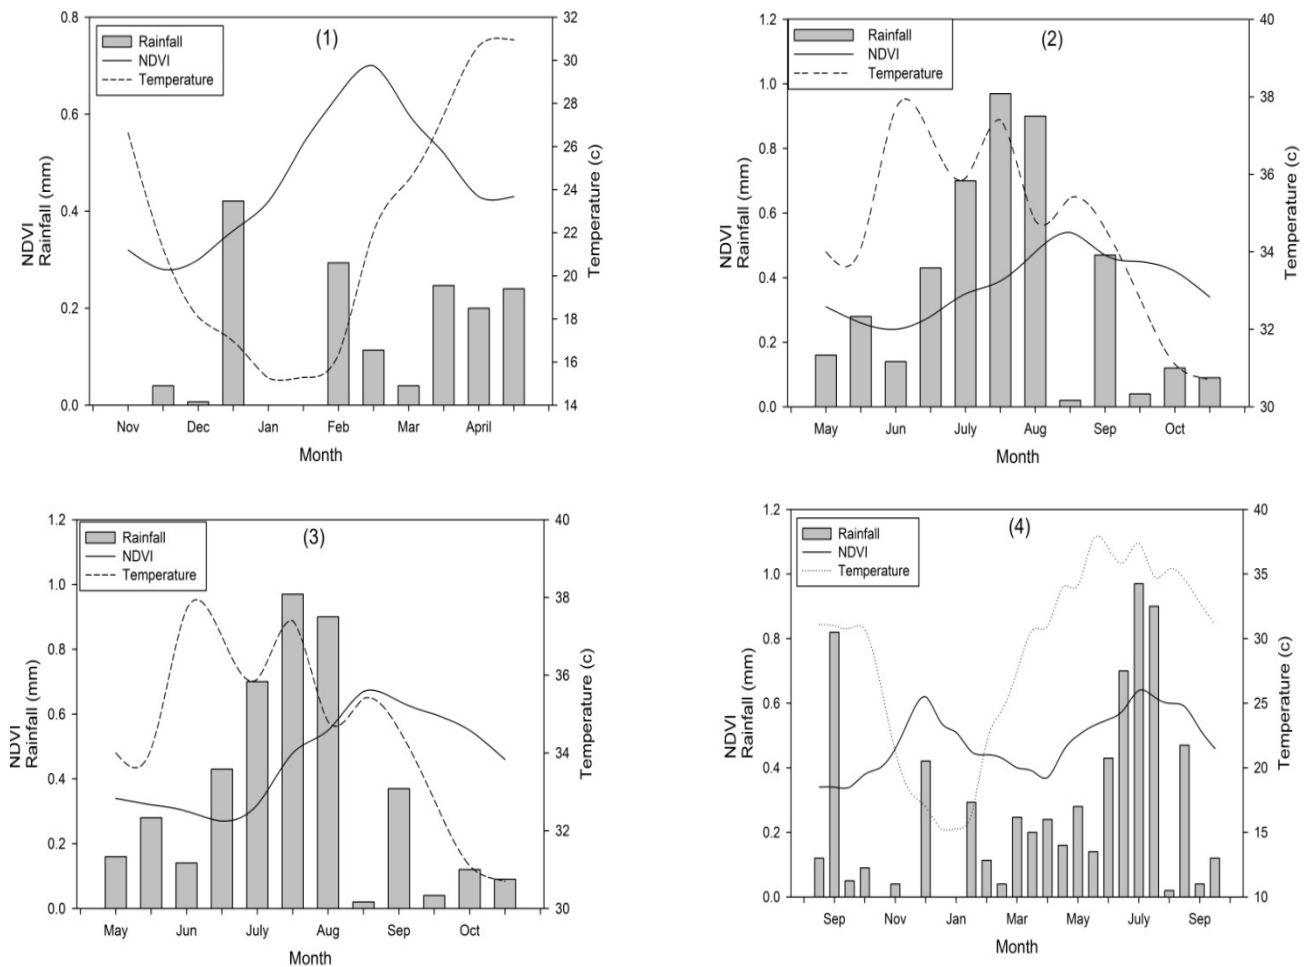 (1)
Rainfall
NDVI
Temperature
0.8
0.6
0.4
0.2
0.0
NDVI
Rainfall (mm)
32
30
28
26
24
22
20
18
16
14
Temperature (c)
Nov Dec Jan Feb Mar April
Month
(2)
Rainfall
NDVI
Temperature
1.2
1.0
0.8
0.6
0.4
0.2
0.0
NDVI
Rainfall (mm)
40
38
36
34
32
30
Temperature (c)
May Jun July Aug Sep Oct
Month
(3)
Rainfall
NDVI
Temperature
1.2
1.0
0.8
0.6
0.4
0.2
0.0
NDVI
Rainfall (mm)
40
38
36
34
32
30
Temperature (c)
May Jun July Aug Sep Oct
Month
(4)
Rainfall
NDVI
Temperature
1.2
1.0
0.8
0.6
0.4
0.2
0.0
NDVI
Rainfall (mm)
40
35
30
25
20
15
10
Temperature (c)
Sep Nov Jan Mar May July Sep
Month